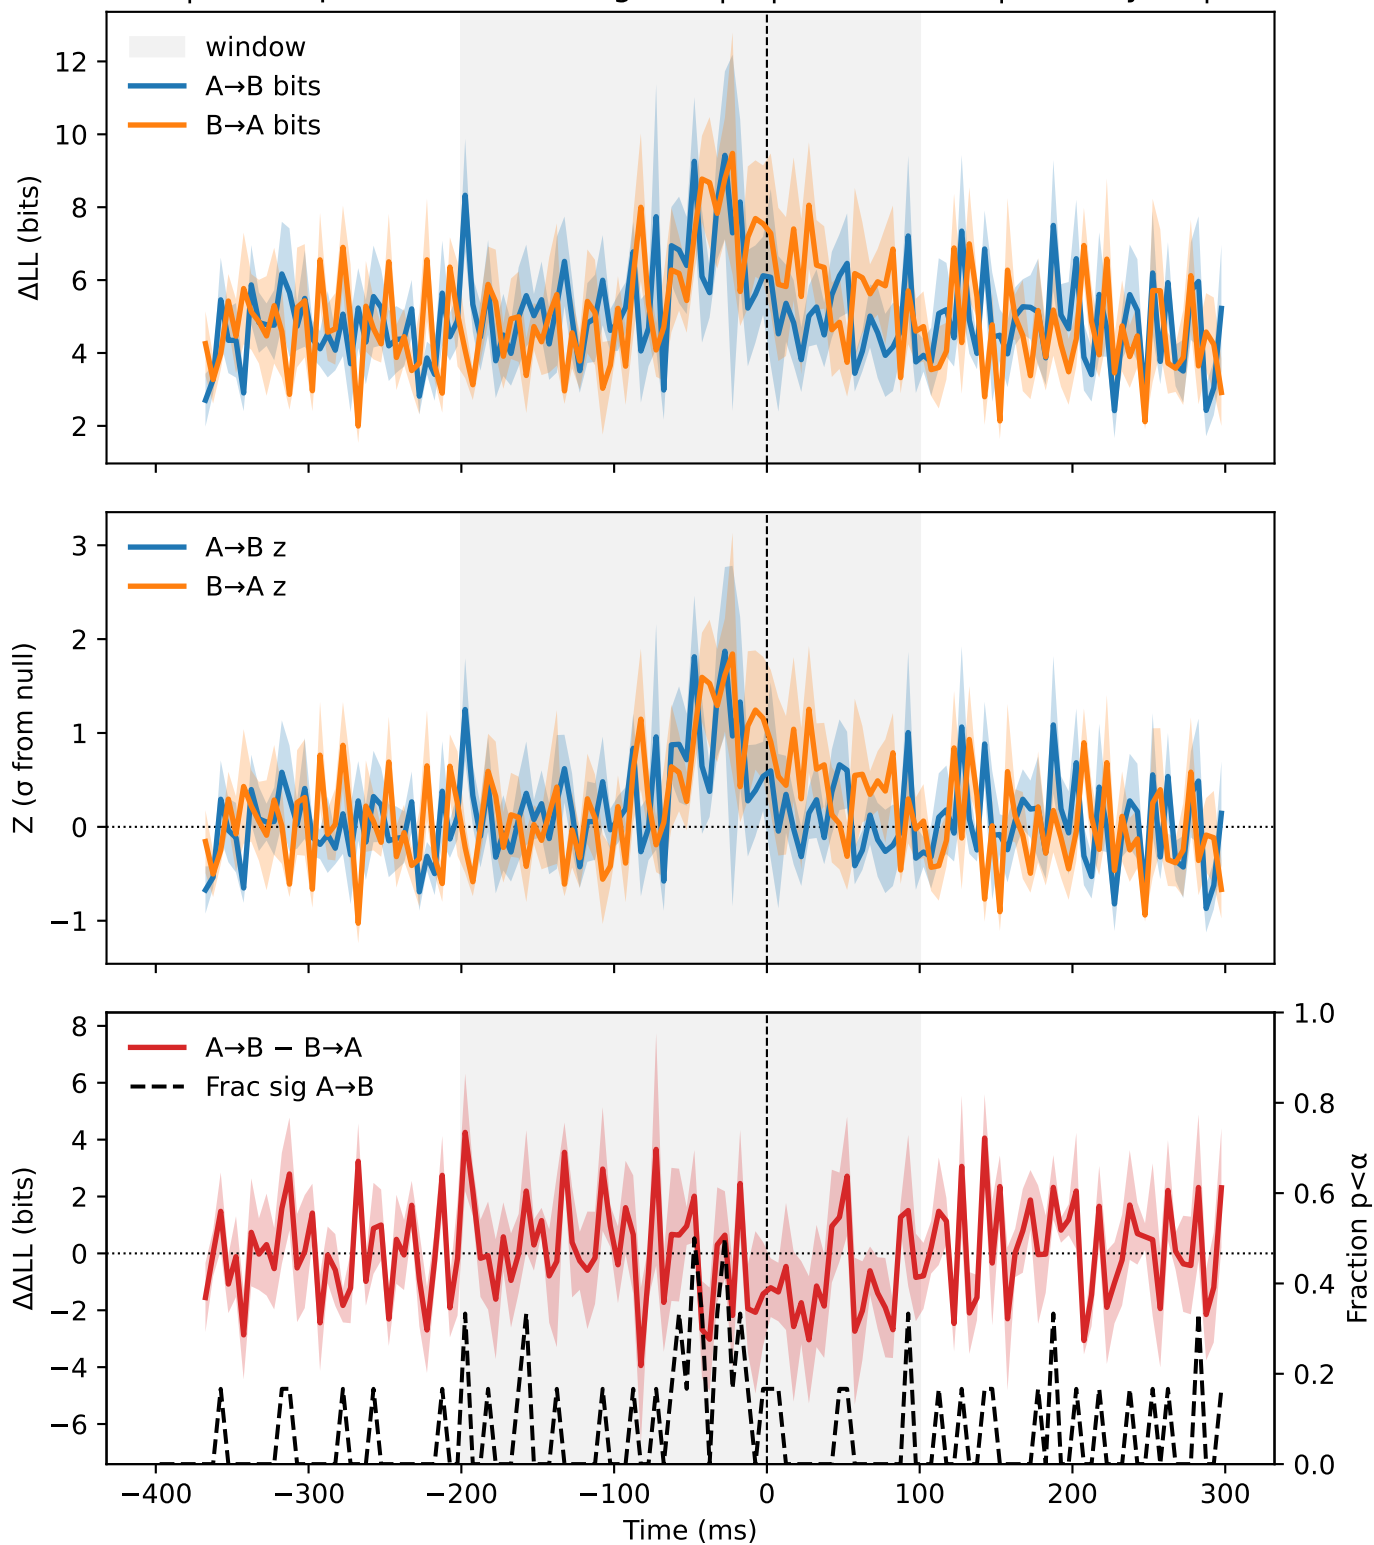 window
A→B bits
B→A bits
ΔLL (bits)
12
10
8
6
4
2
A→B z
B→A z
Z (σ from null)
3
2
1
0
−1
A→B − B→A
Frac sig A→B
ΔΔLL (bits)
8
6
4
2
0
−2
−4
−6
1.0
0.8
0.6
0.4
0.2
0.0
Fraction p<α
−400
−300
−200
−100
0
100
200
300
Time (ms)